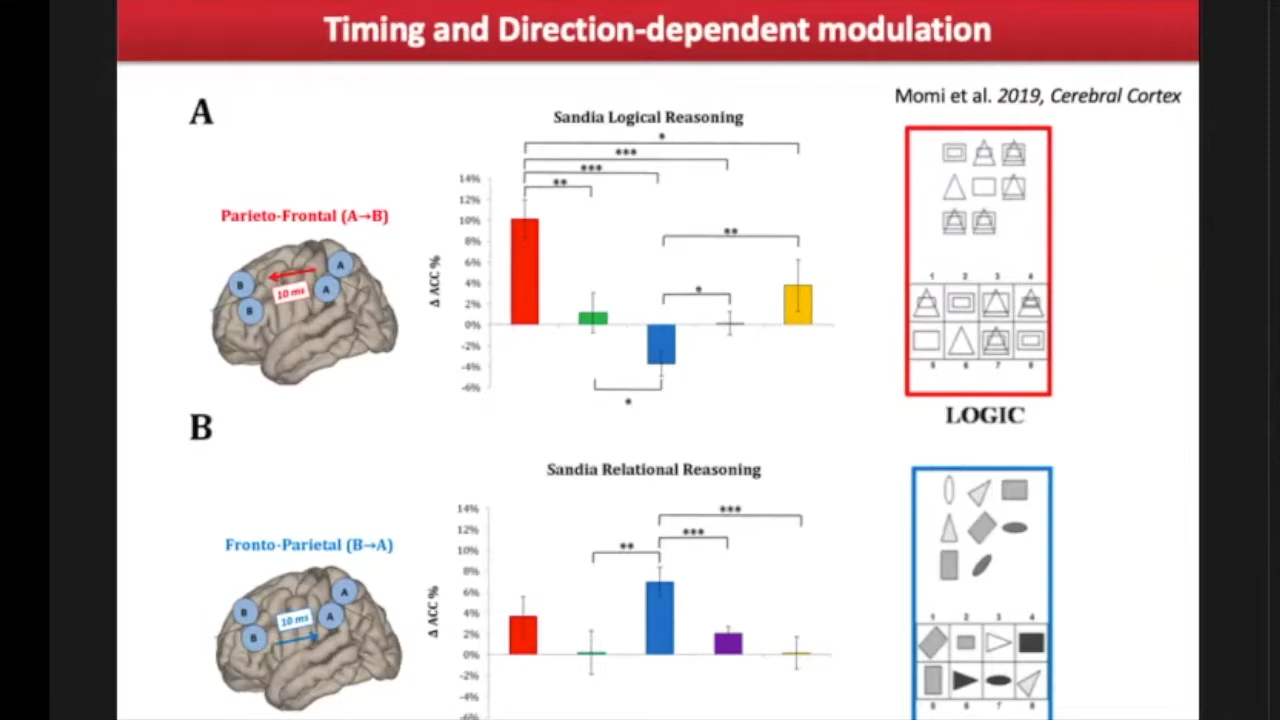 Timing and Direction-dependent modulation
Momi et al. 2019, Cerebral Cortex
A
Sandia Logical Reasoning
*
***
***
**
14%
12%
10%
8%
6%
4%
2%
0%
-2%
-4%
-6%
Δ ACC %
**
*
*
Parieto-Frontal (A→B)
A
A
B
B
10 ms
1 2 3 4
5 6 7 8
LOGIC
B
Sandia Relational Reasoning
***
***
**
14%
12%
10%
8%
6%
4%
2%
0%
-2%
-4%
-6%
Δ ACC %
Fronto-Parietal (B→A)
A
A
B
B
10 ms
1 2 3 4
5 6 7 8